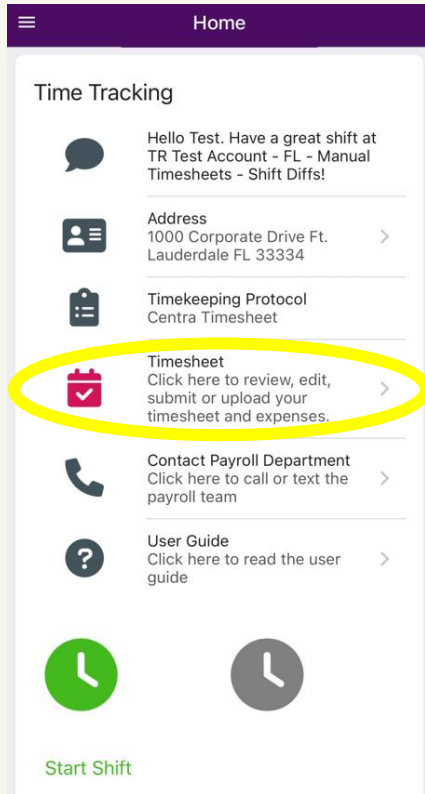 Home
Time Tracking
Hello Test. Have a great shift at
TR Test Account - FL - Manual
Timesheets - Shift Diffs!
Address
1000 Corporate Drive Ft.
Lauderdale FL 33334
Timekeeping Protocol
Centra Timesheet
Timesheet
Click here to review, edit,
submit or upload your
timesheet and expenses.
Contact Payroll Department
Click here to call or text the
payroll team
User Guide
Click here to read the user
guide
Start Shift